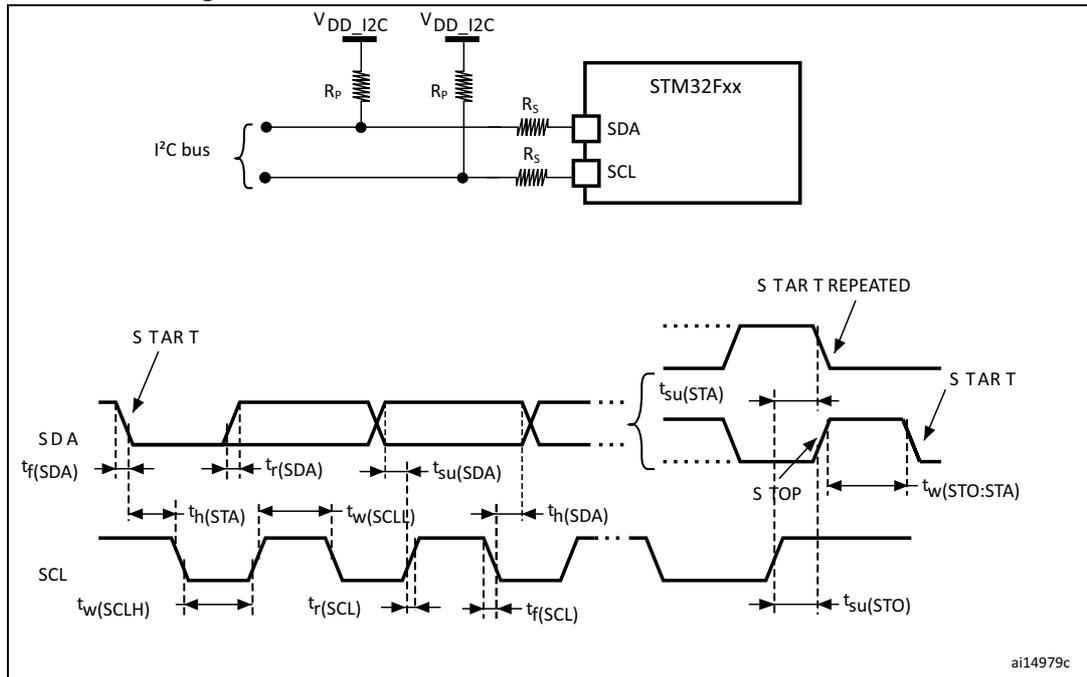 V DD_I2C V DD_I2C
STM32Fxx
RP RP
RS
SDA
I²C bus
RS
SCL
S TAR T REPEATED
S TAR T
S TAR T
tsu(STA)
SDA
tf(SDA) tr(SDA) tsu(SDA)
S TOP
tw(STO:STA)
th(STA) tw(SCLL) th(SDA)
SCL
tw(SCLH) tr(SCL) tf(SCL) tsu(STO)
ai14979c